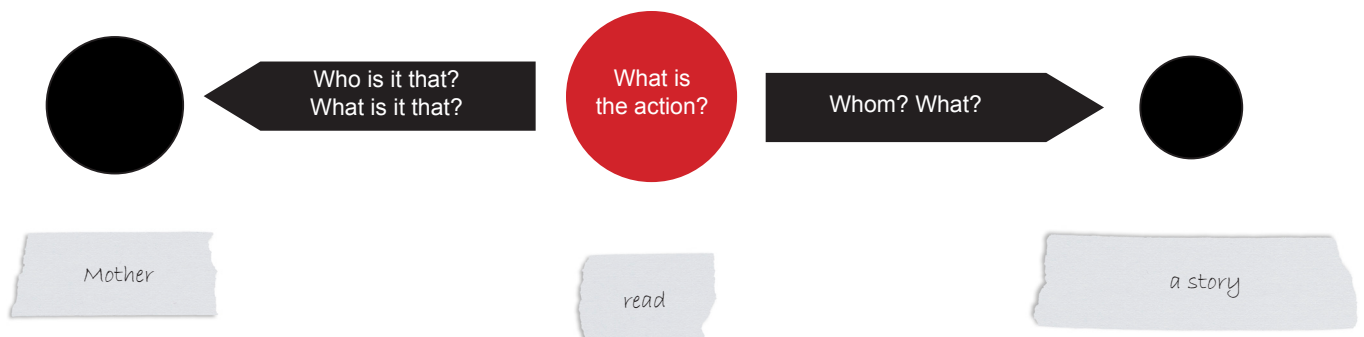 Who is it that?
What is it that?
What is
the action?
Whom? What?
Mother
read
a story